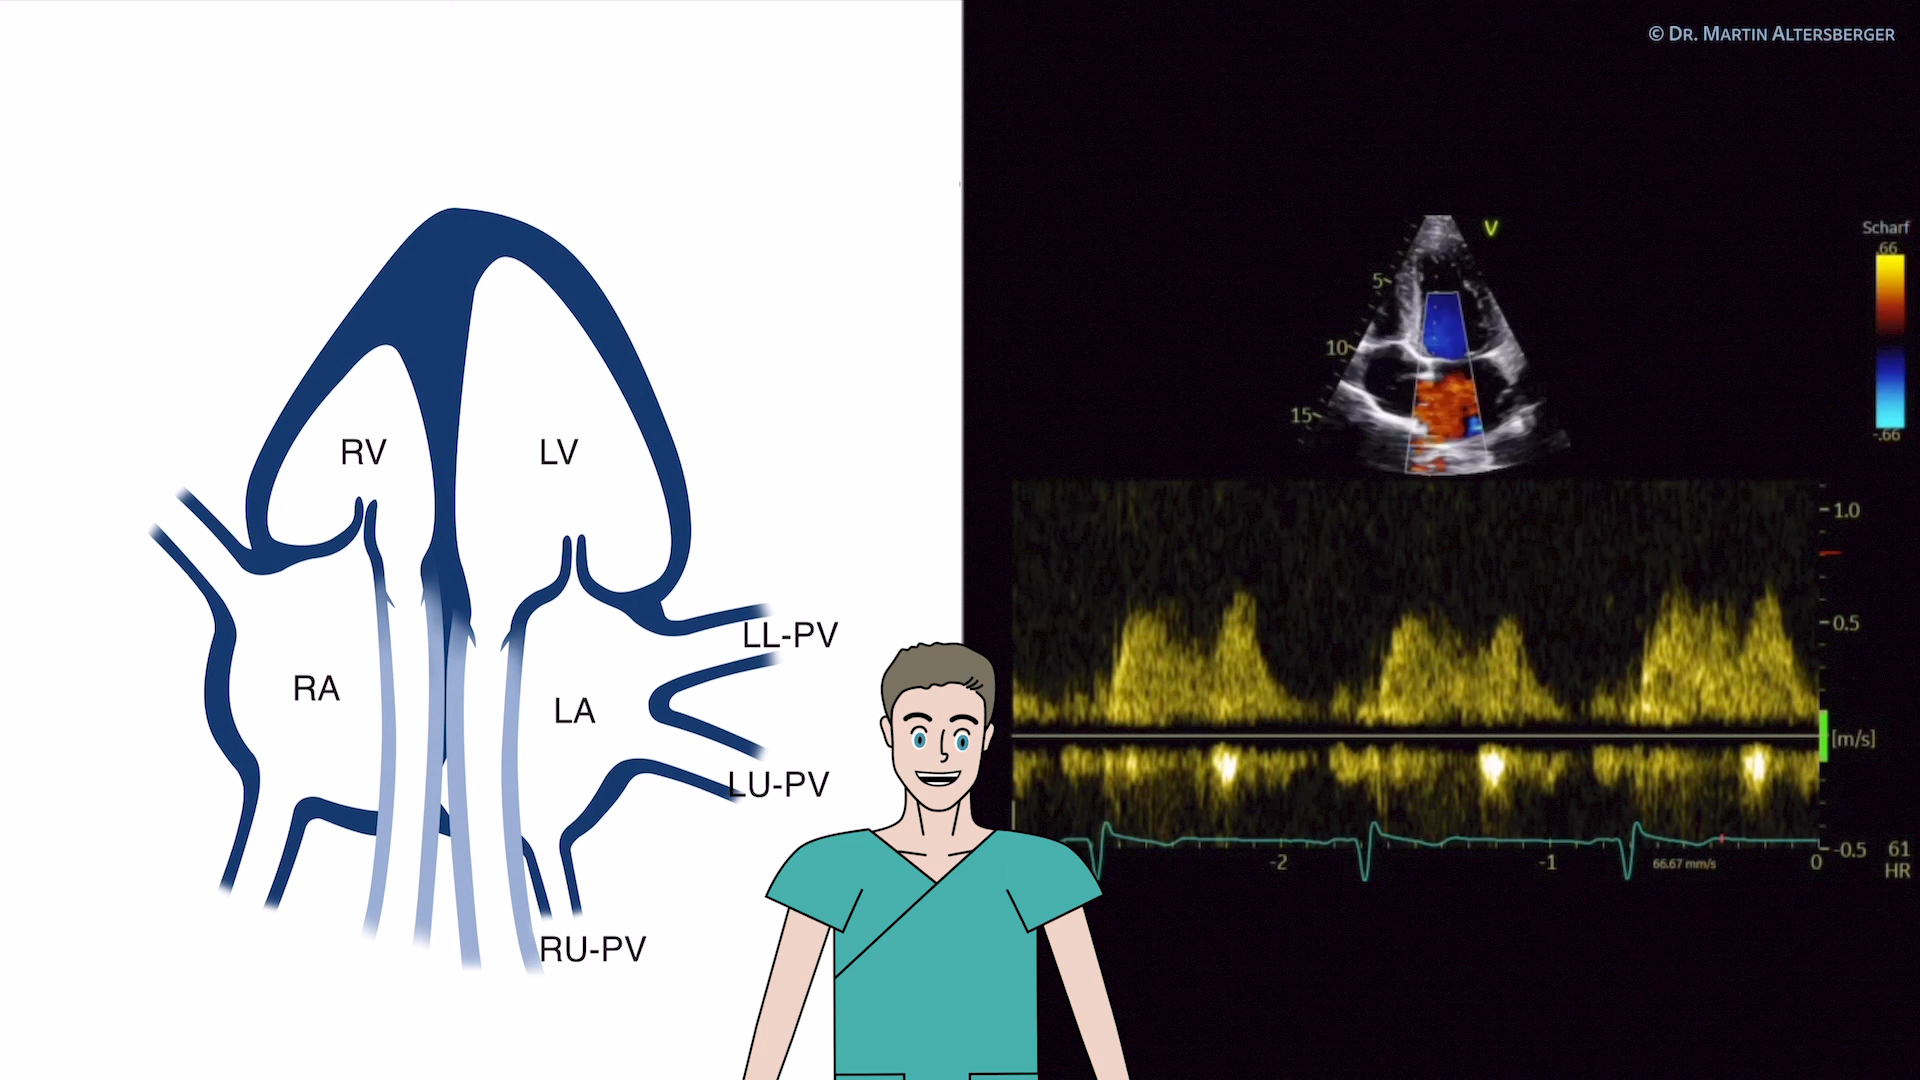 © Dr. Martin Altersberger
RV
LV
RA
LA
LL-PV
LU-PV
RU-PV
V
5
10
15
Scharf
.66
-.66
1.0
0.5
[m/s]
-0.5
-2
-1
0
66.67 mm/s
61
HR